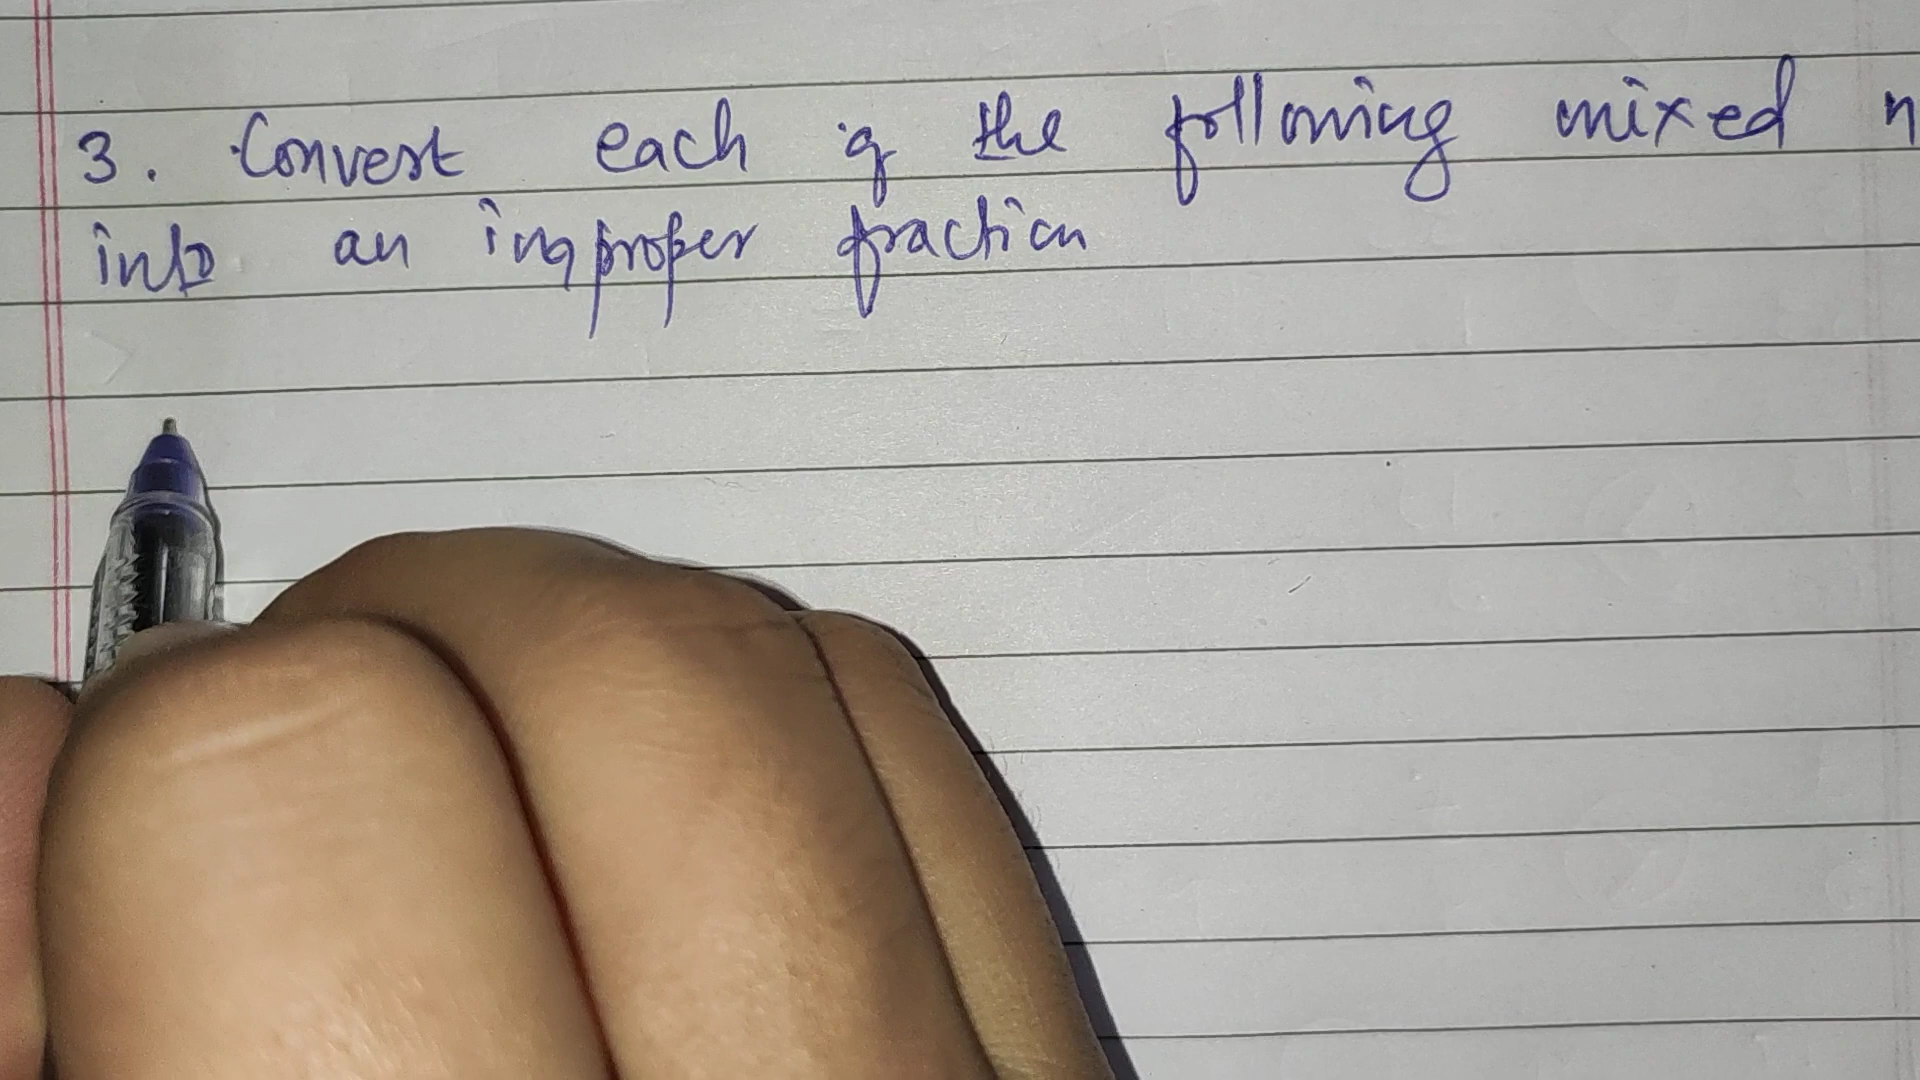 3. Convert each of the following mixed n
into an improper fraction